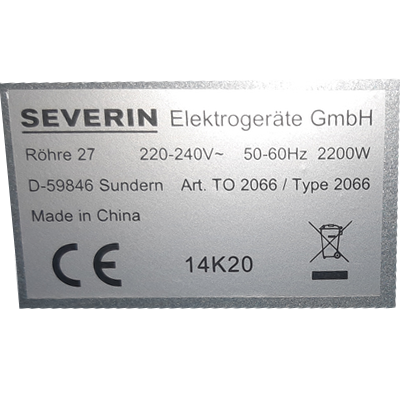 SEVERIN Elektrogeräte GmbH
Röhre 27 220-240V~ 50-60Hz 2200W
D-59846 Sundern Art. TO 2066 / Type 2066
Made in China
CE 14K20